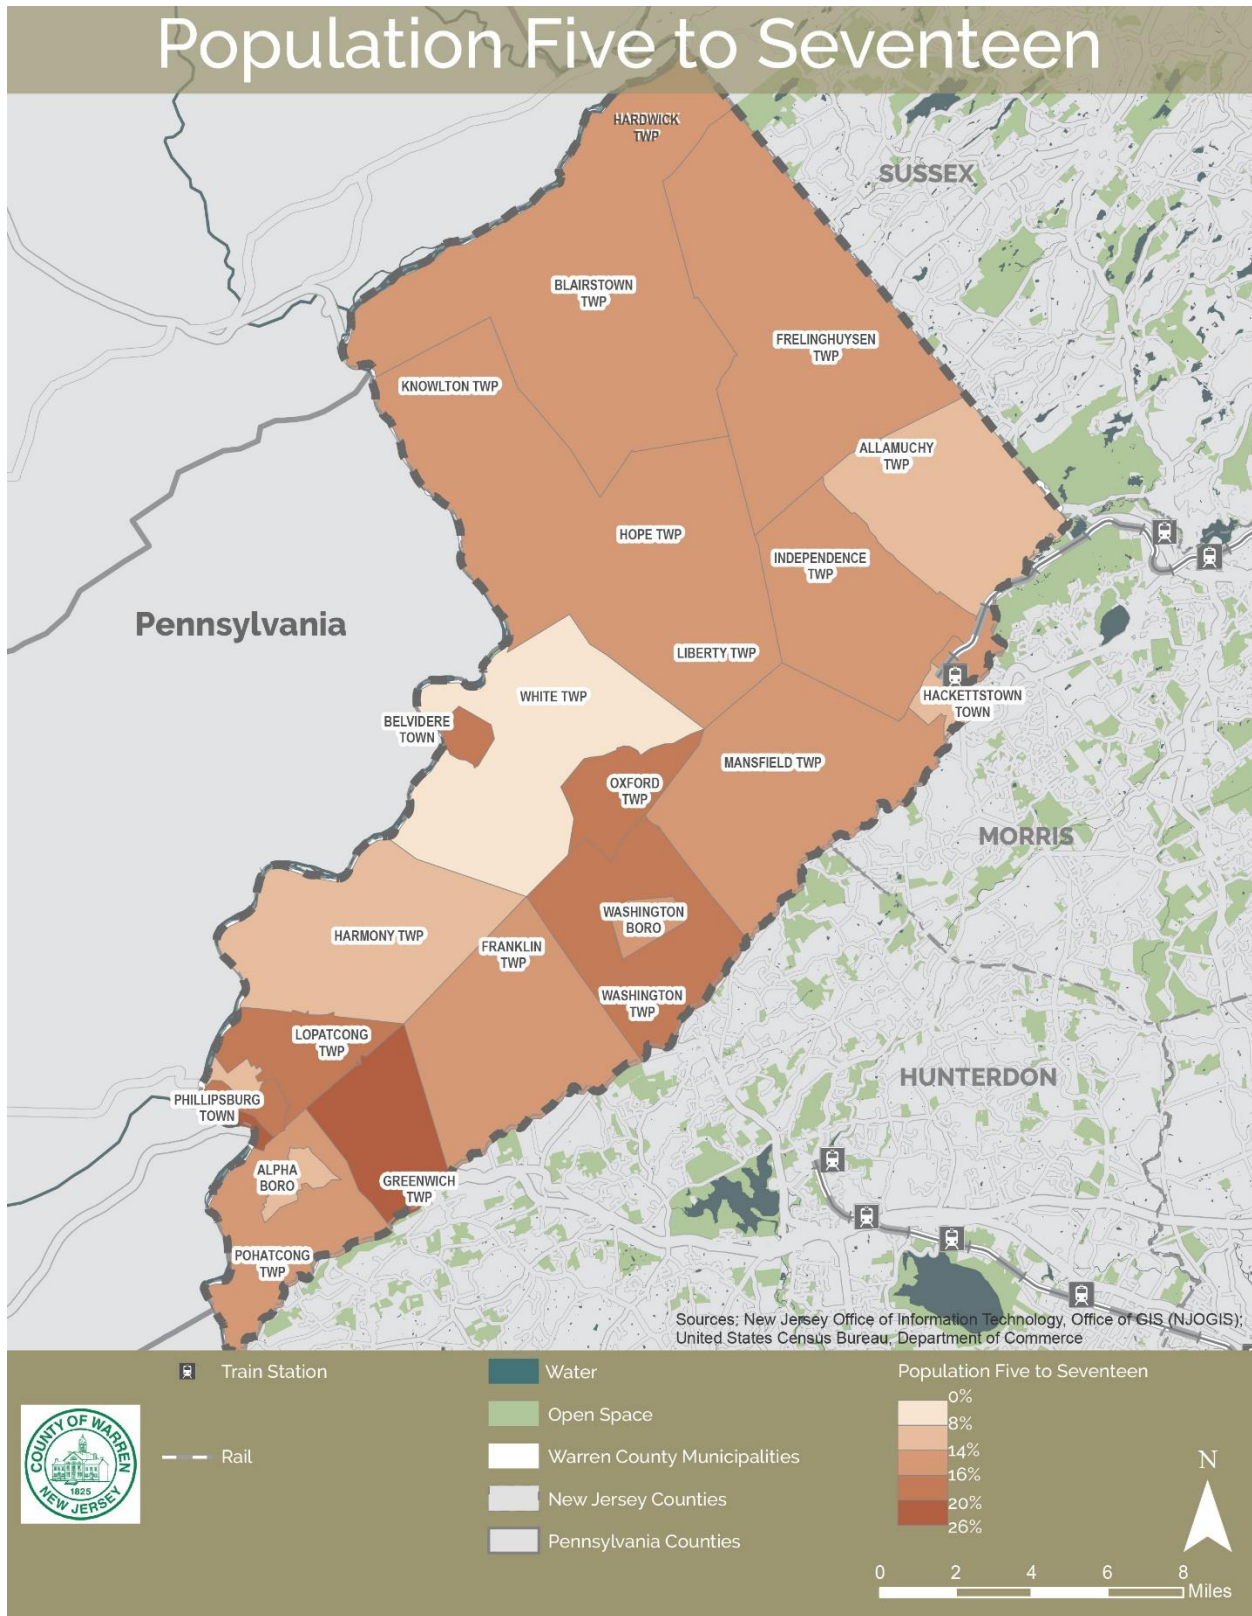 Population Five to Seventeen
HARDWICK
TWP
SUSSEX
BLAIRSTOWN
TWP
FRELINGHUYSEN
TWP
KNOWLTON TWP
ALLAMUCHY
TWP
HOPE TWP
INDEPENDENCE
TWP
Pennsylvania
LIBERTY TWP
WHITE TWP
HACKETTSTOWN
TOWN
BELVIDERE
TOWN
MANSFIELD TWP
OXFORD
TWP
MORRIS
WASHINGTON
BORO
HARMONY TWP
FRANKLIN
TWP
WASHINGTON
TWP
LOPATCONG
TWP
HUNTERDON
PHILLIPSBURG
TOWN
ALPHA
BORO
GREENWICH
TWP
POHATCONG
TWP
Sources: New Jersey Office of Information Technology, Office of GIS (NJOGIS);
United States Census Bureau, Department of Commerce
Train Station
Rail
COUNTY OF WARREN
1825
NEW JERSEY
Water
Open Space
Warren County Municipalities
New Jersey Counties
Pennsylvania Counties
Population Five to Seventeen
0%
8%
14%
16%
20%
26%
N
0 2 4 6 8
Miles